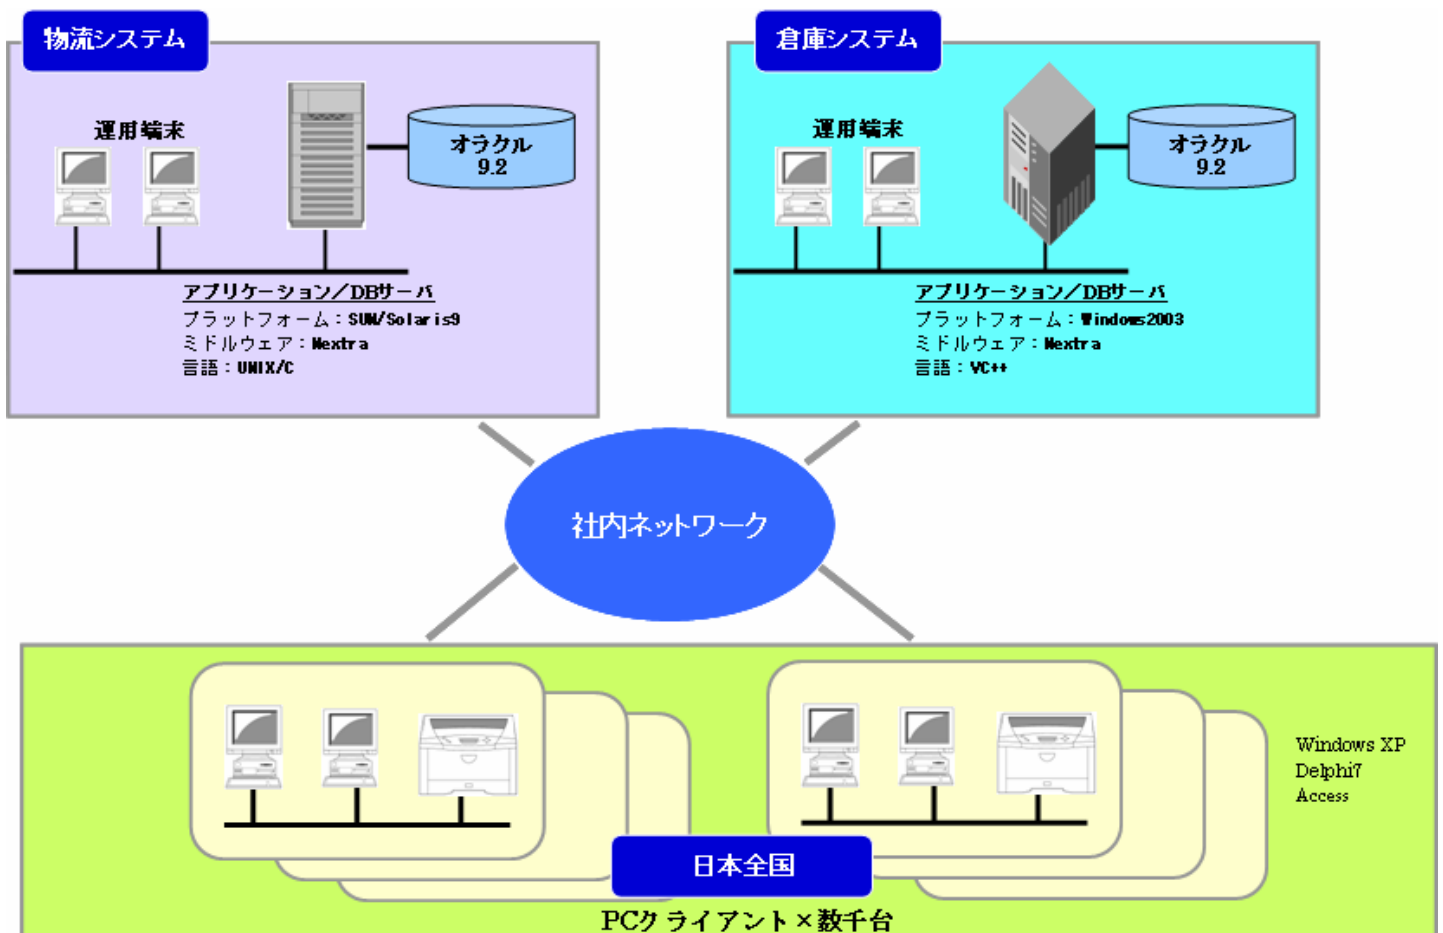 物流システム
運用端末
オラクル
9.2
アプリケーション／DBサーバ
プラットフォーム：SUN/Solaris9
ミドルウェア：Nextra
言語：UNIX/C
倉庫システム
運用端末
オラクル
9.2
アプリケーション／DBサーバ
プラットフォーム：Windows2003
ミドルウェア：Nextra
言語：VC++
社内ネットワーク
Windows XP
Delphi7
Access
日本全国
PCクライアント×数千台